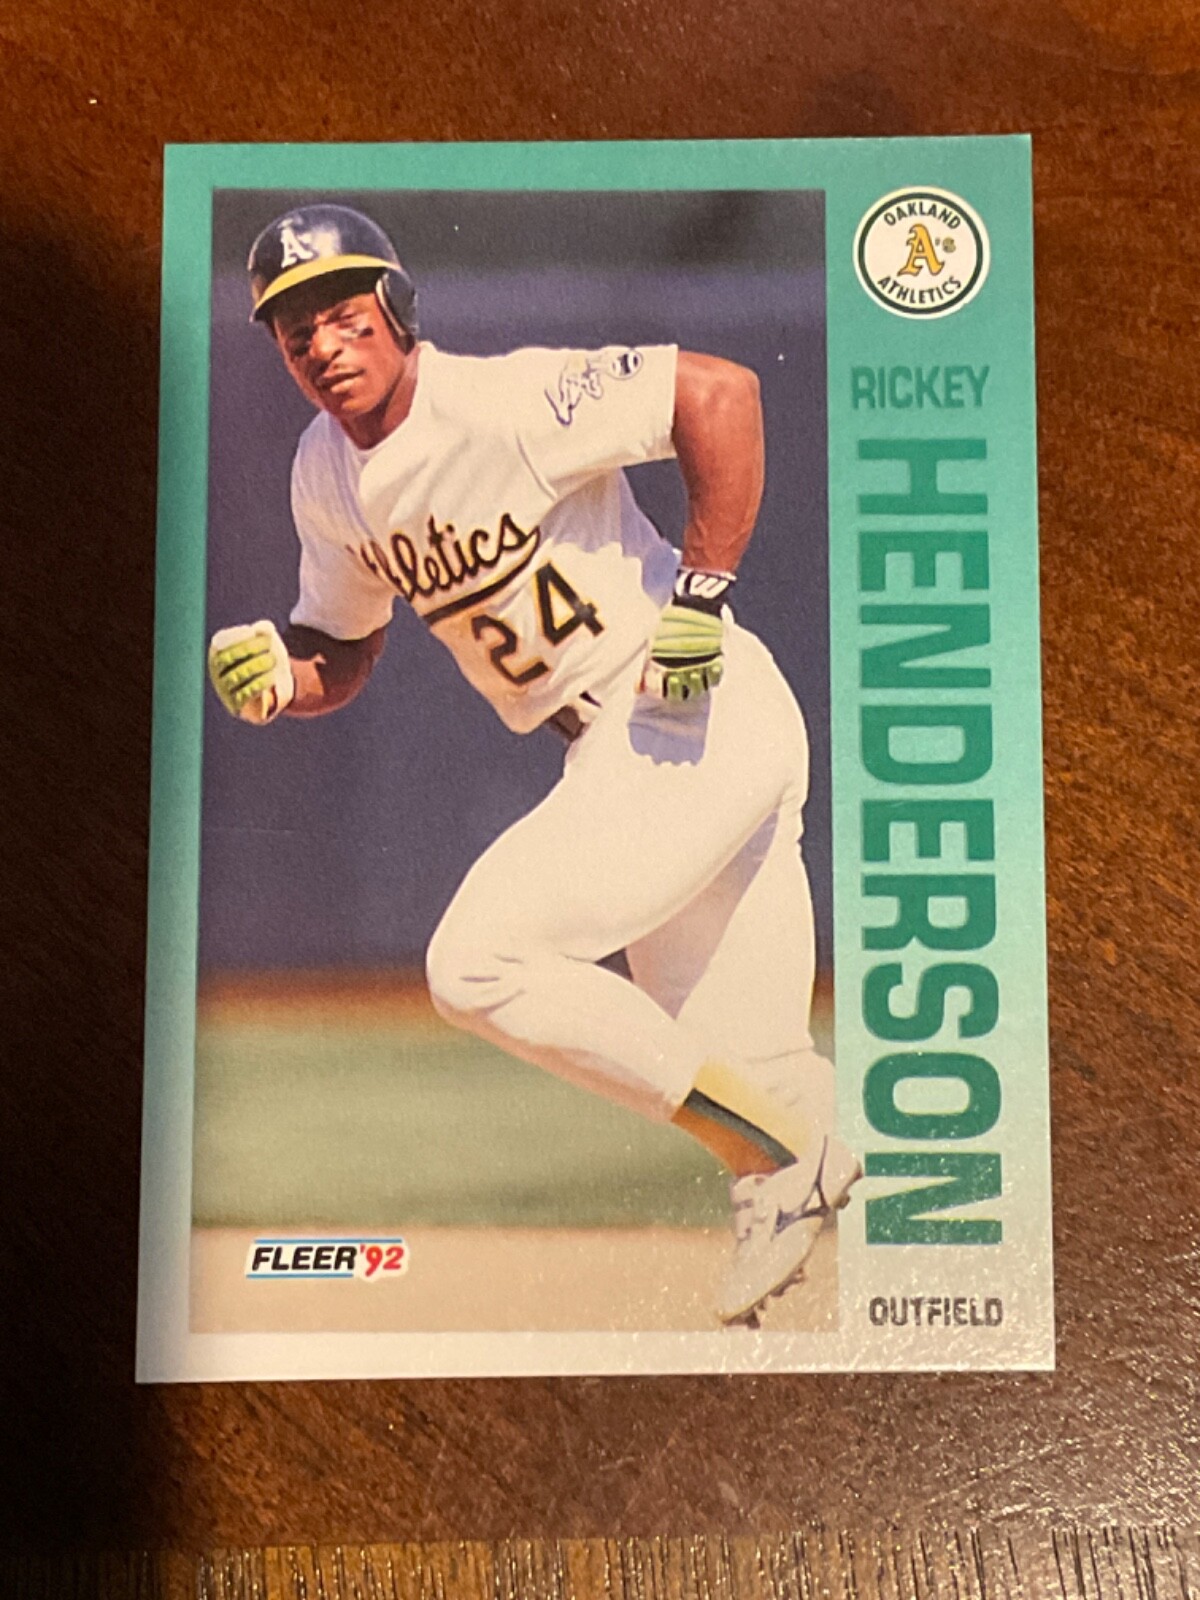 A's
OAKLAND
A's
ATHLETICS
RICKEY
HENDERSON
Athletics
24
FLEER'92
OUTFIELD